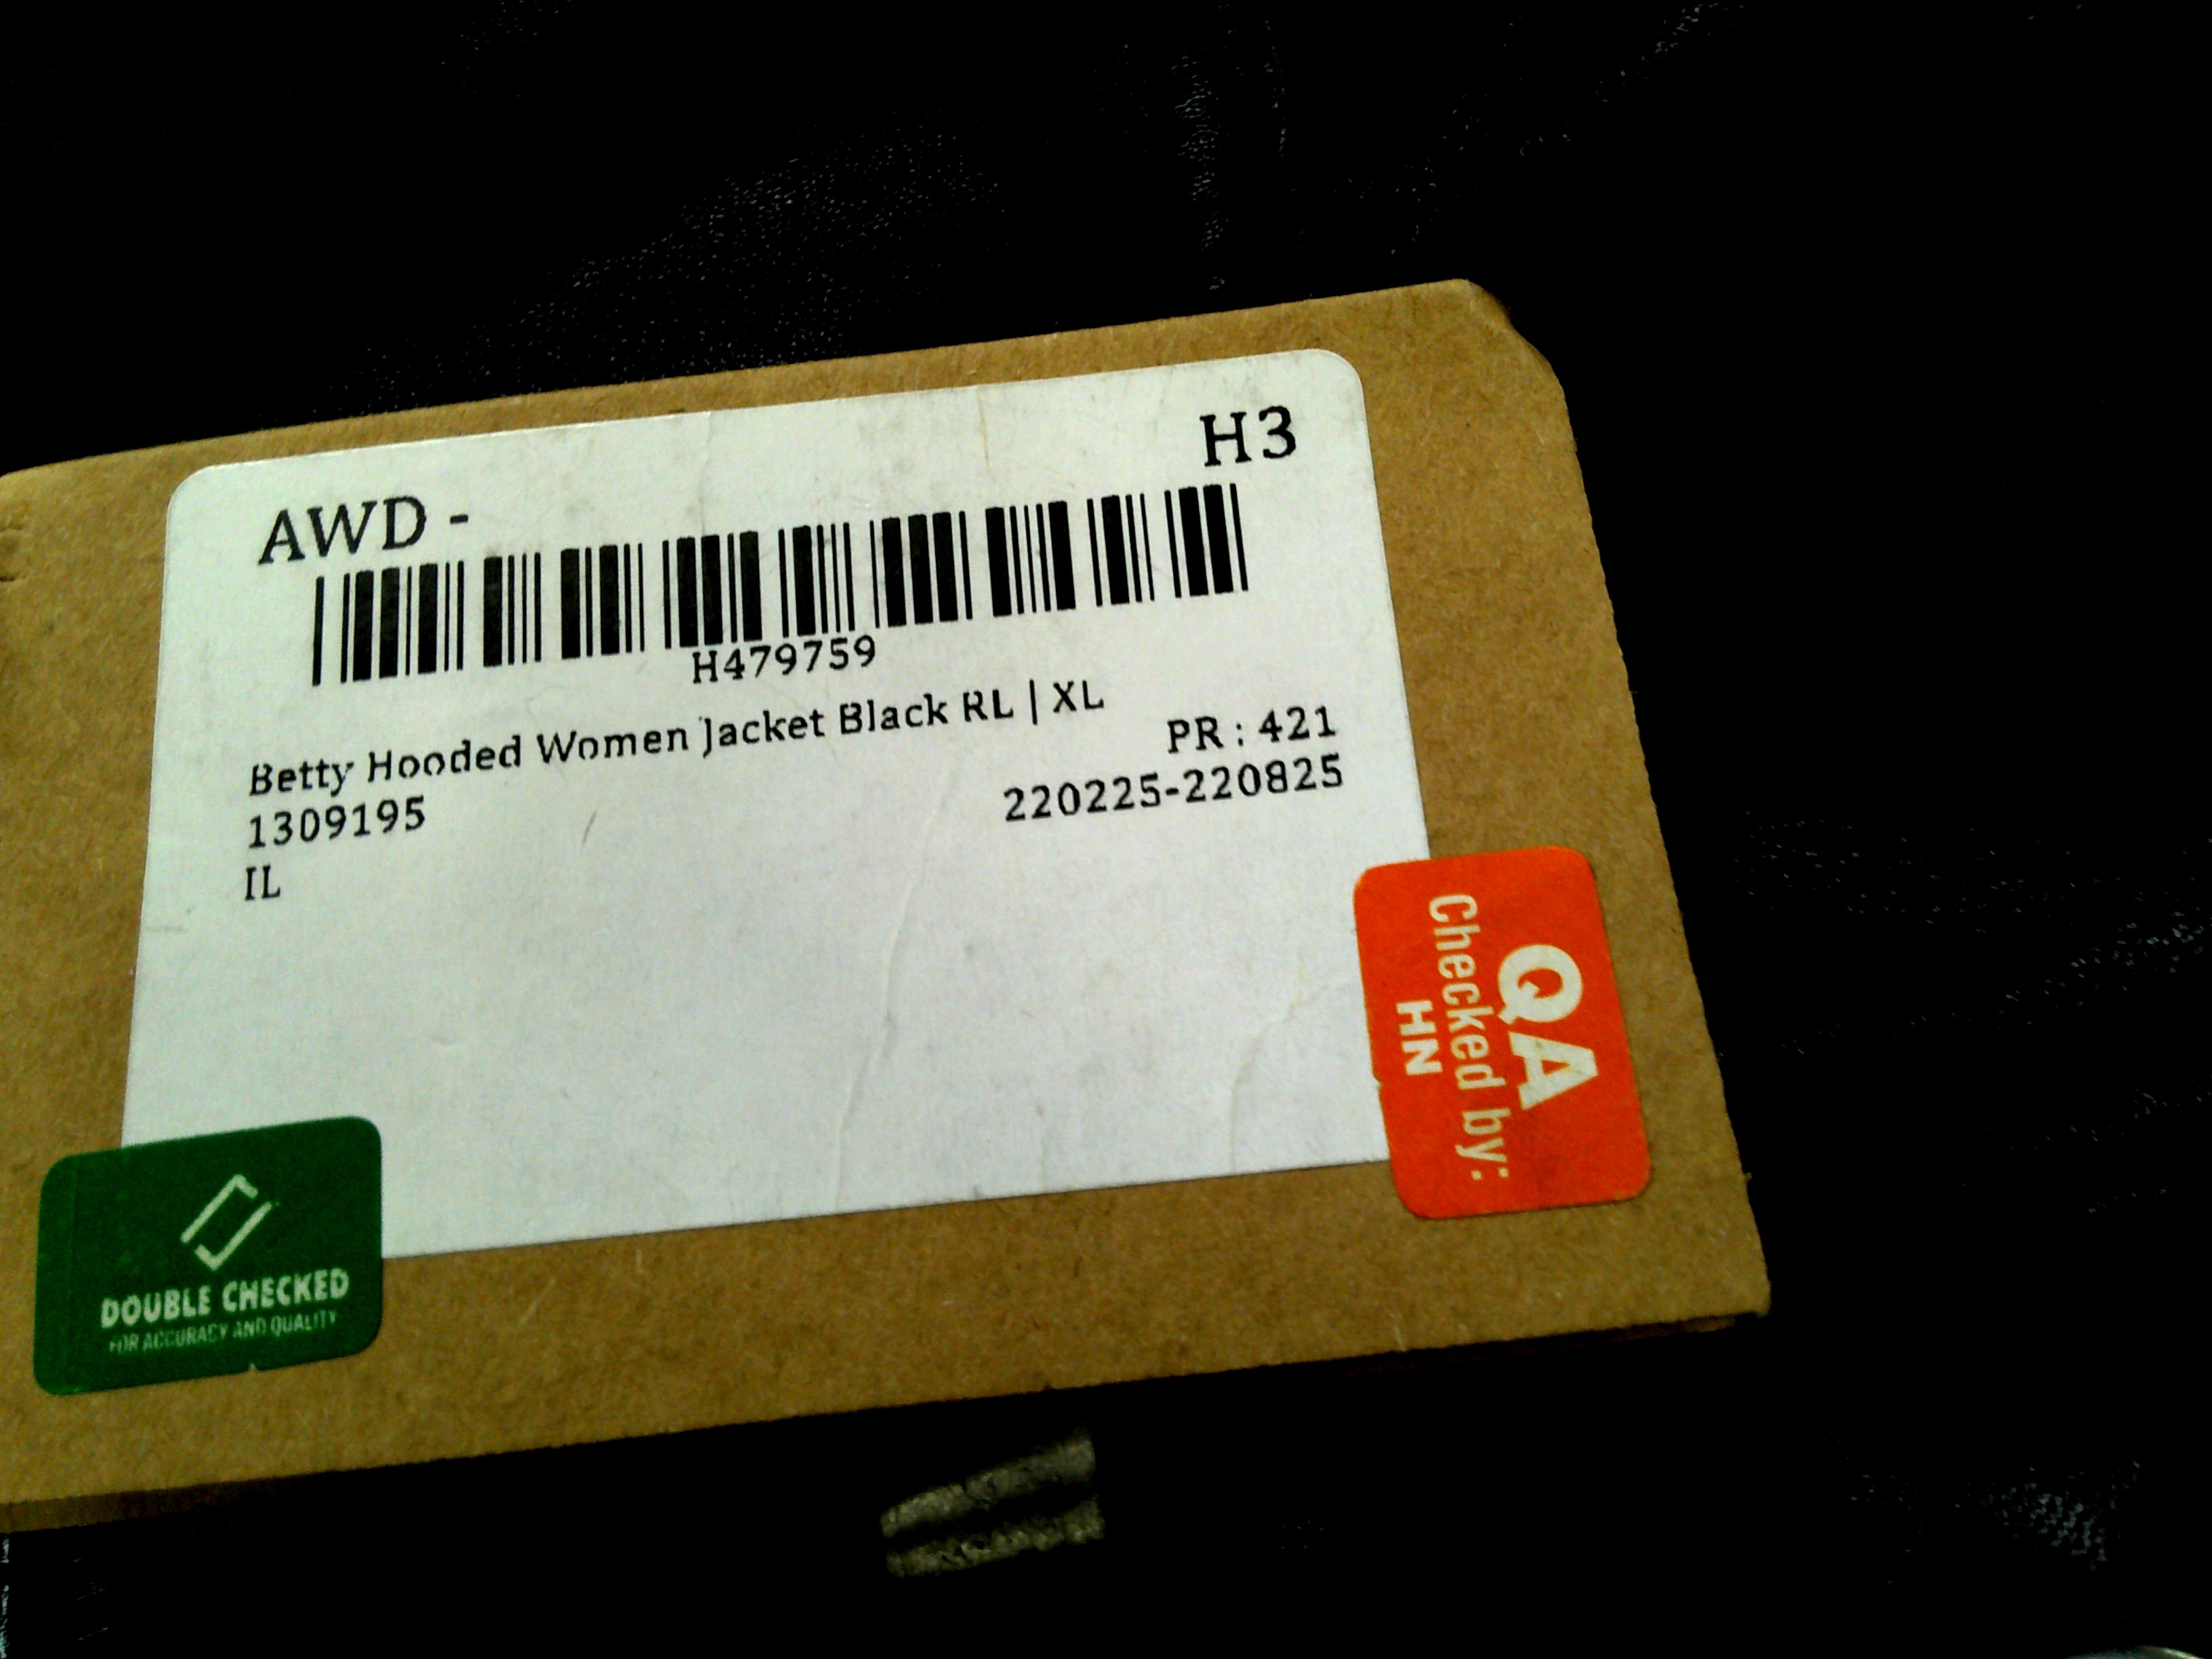 AWD - H3
H479759
Betty Hooded Women Jacket Black RL | XL
PR : 421
1309195 220225-220825
IL
QA
Checked by:
HN
DOUBLE CHECKED
FOR ACCURACY AND QUALITY